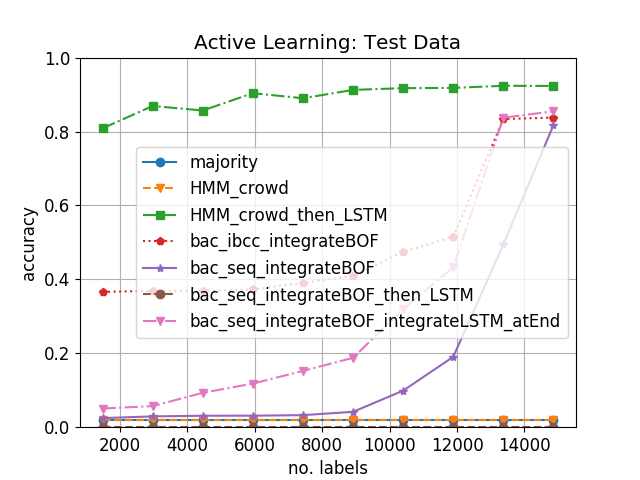 Active Learning: Test Data
1.0
0.8
0.6
0.4
0.2
0.0
accuracy
majority
HMM_crowd
HMM_crowd_then_LSTM
bac_ibcc_integrateBOF
bac_seq_integrateBOF
bac_seq_integrateBOF_then_LSTM
bac_seq_integrateBOF_integrateLSTM_atEnd
2000 4000 6000 8000 10000 12000 14000
no. labels